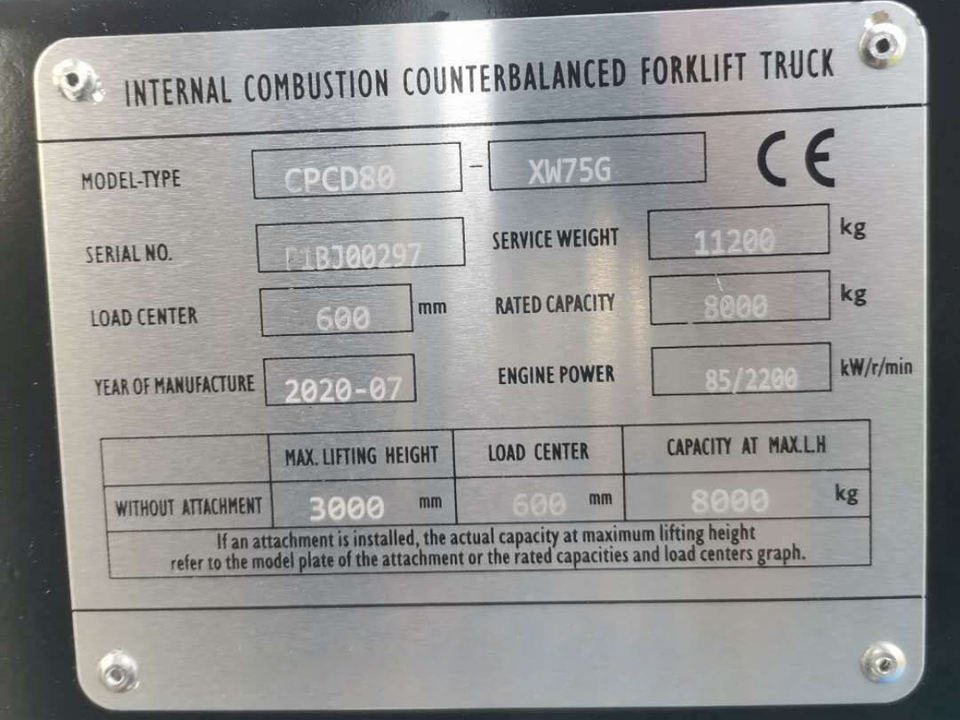 INTERNAL COMBUSTION COUNTERBALANCED FORKLIFT TRUCK
MODEL-TYPE CPCD80 - XW75G CE
SERIAL NO. SERVICE WEIGHT 11200 kg
LOAD CENTER 600 mm RATED CAPACITY 8000 kg
YEAR OF MANUFACTURE 2020-07 ENGINE POWER 85/2200 kW/r/min
MAX. LIFTING HEIGHT LOAD CENTER CAPACITY AT MAX.L.H
WITHOUT ATTACHMENT 3000 mm 600 mm 8000 kg
If an attachment is installed, the actual capacity at maximum lifting height
refer to the model plate of the attachment or the rated capacities and load centers graph.